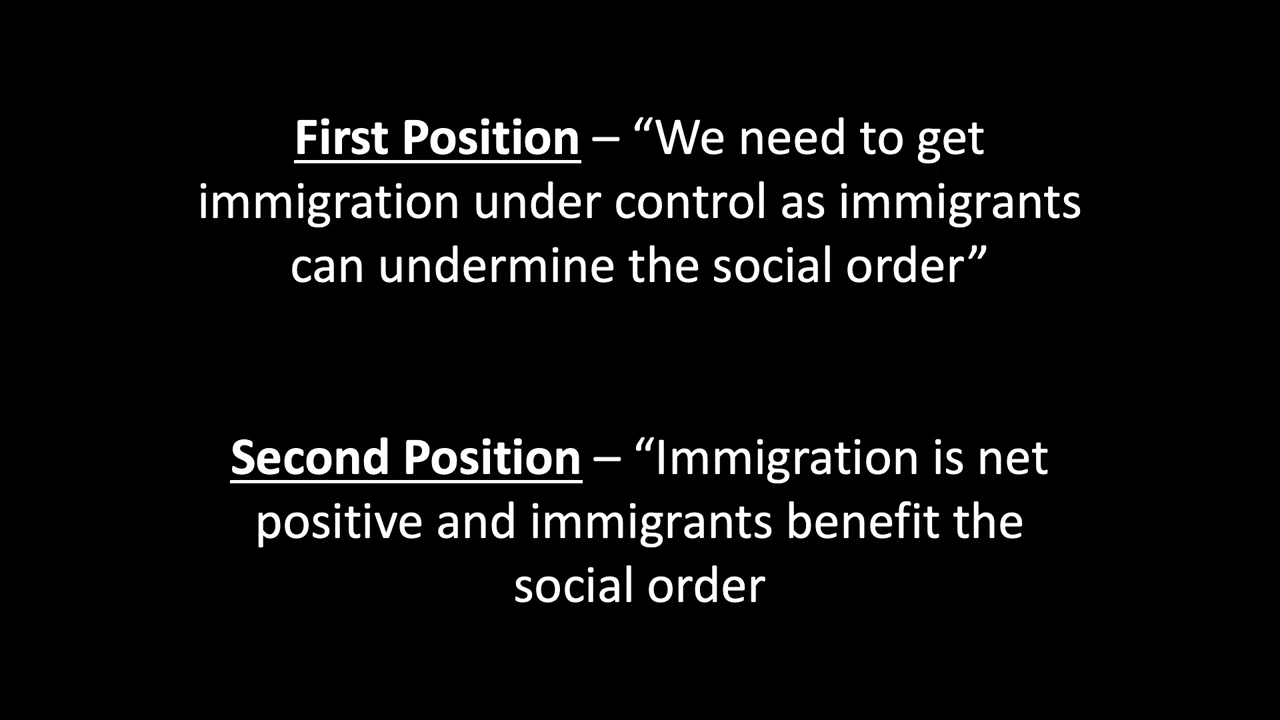 First Position – “We need to get
immigration under control as immigrants
can undermine the social order”
Second Position – “Immigration is net
positive and immigrants benefit the
social order